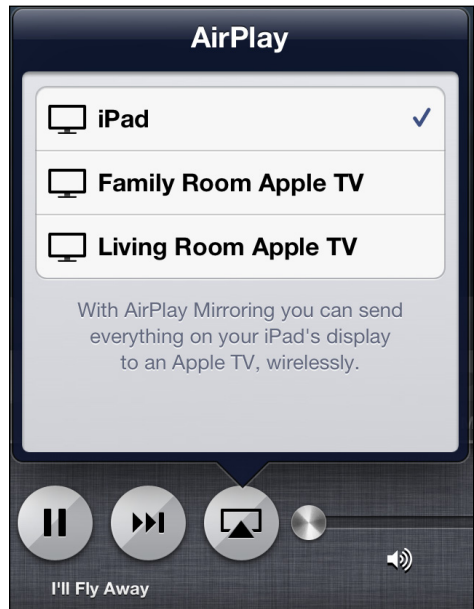 AirPlay
iPad
Family Room Apple TV
Living Room Apple TV
With AirPlay Mirroring you can send
everything on your iPad's display
to an Apple TV, wirelessly.
I'll Fly Away